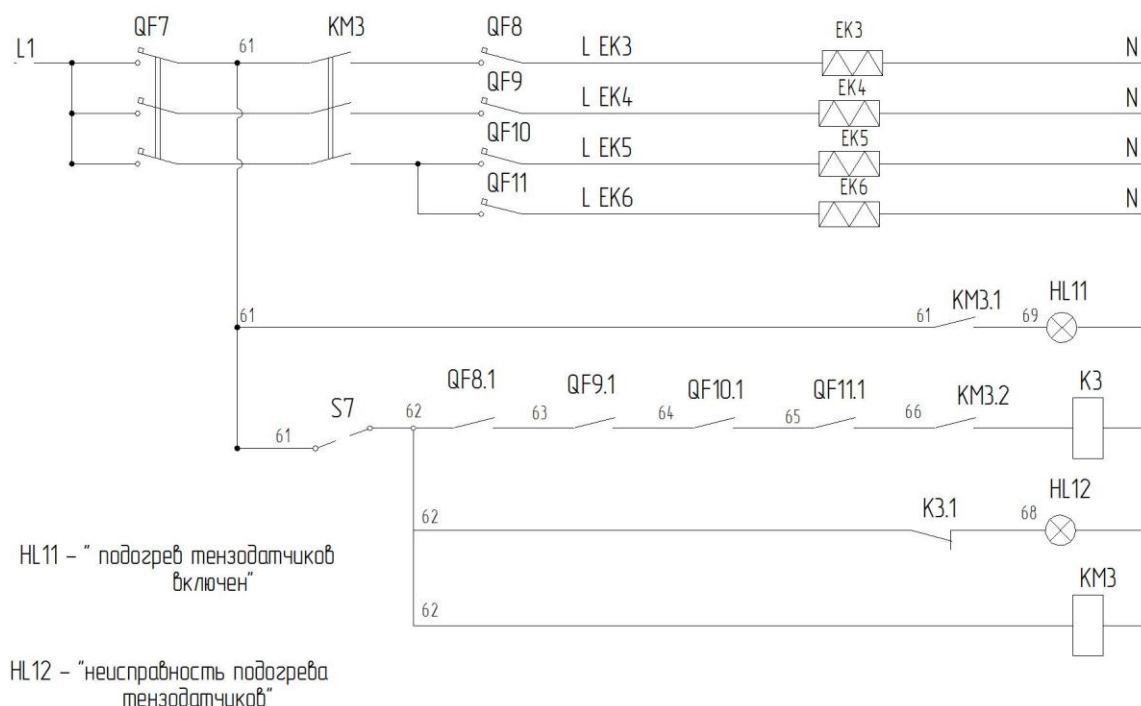 L1 QF7 61 KM3 QF8 L EK3 EK3 N
QF9 L EK4 EK4 N
QF10 L EK5 EK5 N
QF11 L EK6 EK6 N
61 61 KM3.1 69 HL11
61 S7 62 QF8.1 63 QF9.1 64 QF10.1 65 QF11.1 66 KM3.2 K3
62 K3.1 68 HL12
62 KM3
HL11 – " подогрев тензодатчиков
включен"
HL12 – "неисправность подогрева
тензодатчиков"